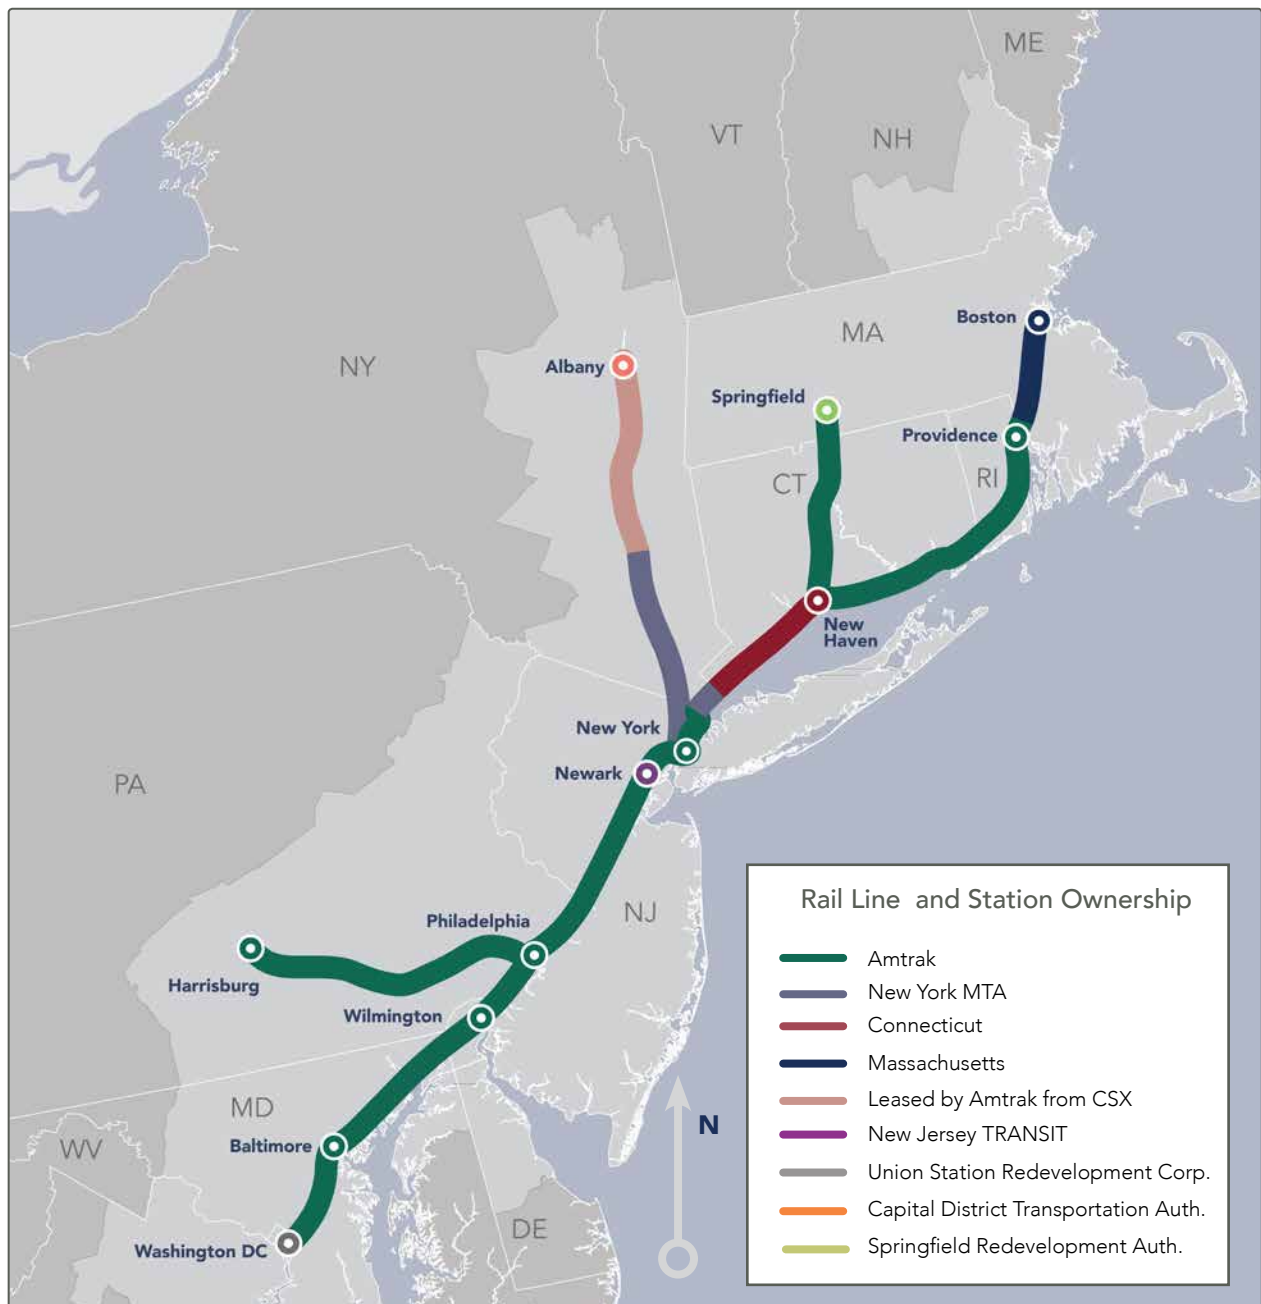 ME
VT
NH
Boston
MA
NY
Albany
Springfield
Providence
CT
RI
New
Haven
New York
Newark
PA
NJ
Philadelphia
Harrisburg
Wilmington
MD
N
WV
Baltimore
DE
Washington DC
Rail Line and Station Ownership
Amtrak
New York MTA
Connecticut
Massachusetts
Leased by Amtrak from CSX
New Jersey TRANSIT
Union Station Redevelopment Corp.
Capital District Transportation Auth.
Springfield Redevelopment Auth.